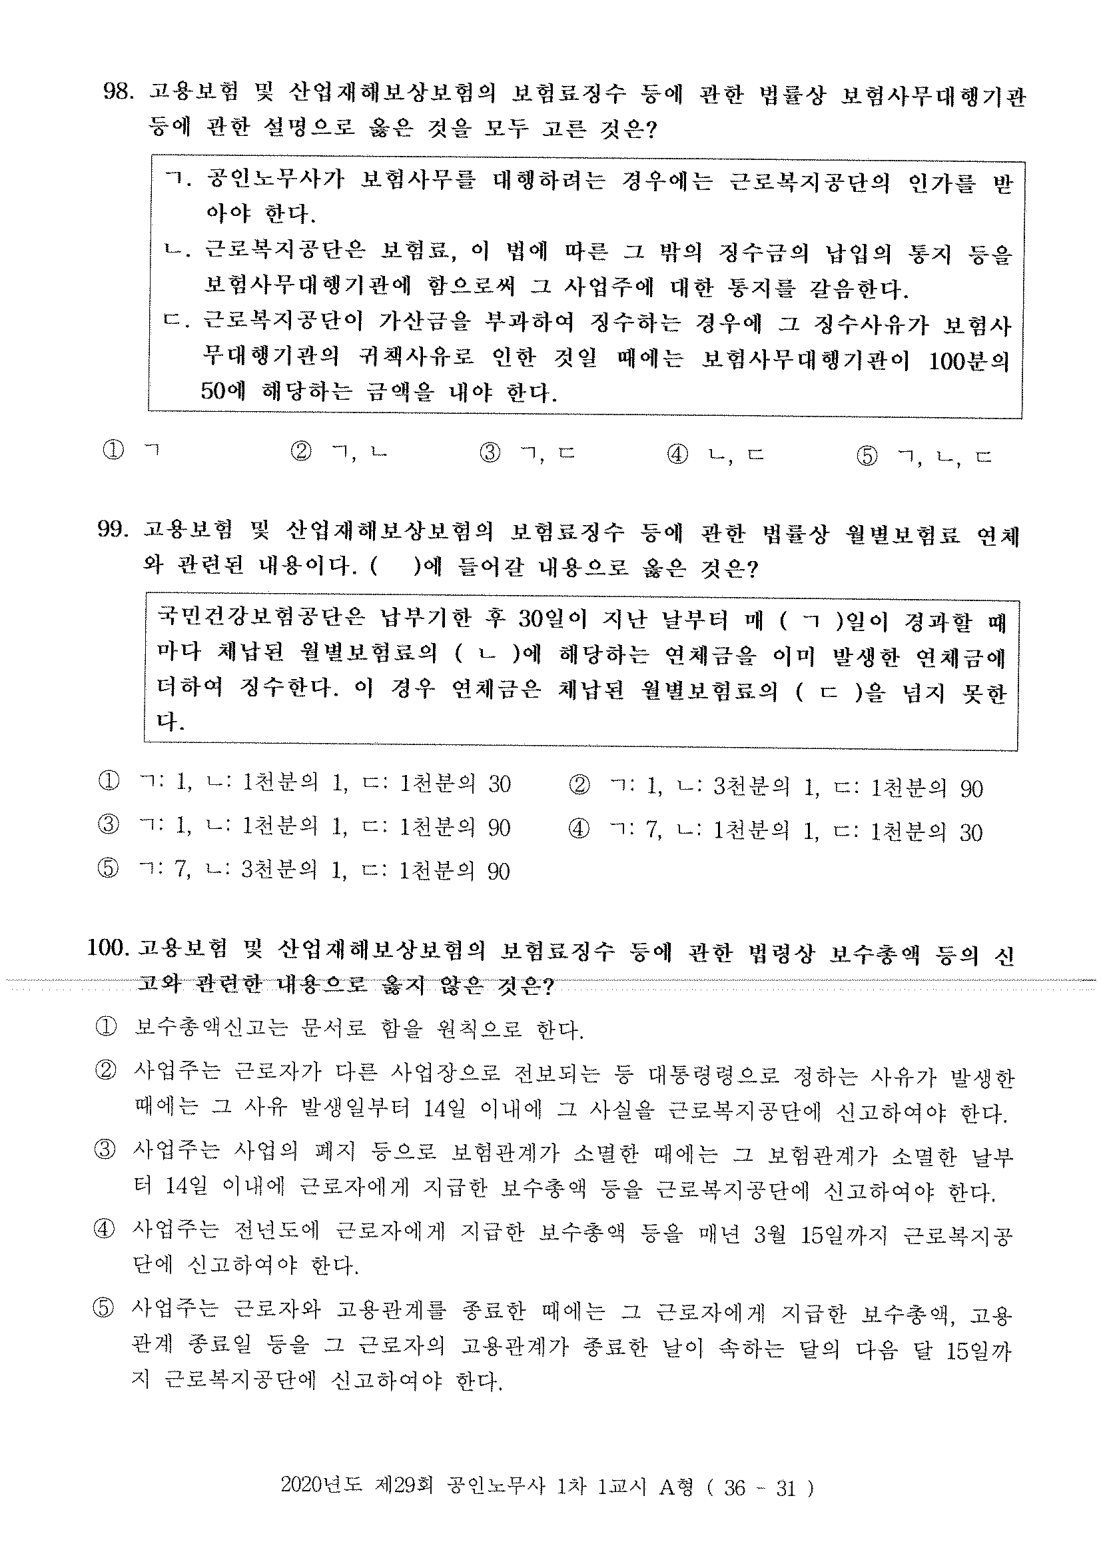 98. 고용보험 및 산업재해보상보험의 보험료징수 등에 관한 법률상 보험사무대행기관
등에 관한 설명으로 옳은 것을 모두 고른 것은?
ㄱ. 공인노무사가 보험사무를 대행하려는 경우에는 근로복지공단의 인가를 받
아야 한다.
ㄴ. 근로복지공단은 보험료, 이 법에 따른 그 밖의 징수금의 납입의 통지 등을
보험사무대행기관에 함으로써 그 사업주에 대한 통지를 갈음한다.
ㄷ. 근로복지공단이 가산금을 부과하여 징수하는 경우에 그 징수사유가 보험사
무대행기관의 귀책사유로 인한 것일 때에는 보험사무대행기관이 100분의
50에 해당하는 금액을 내야 한다.
① ㄱ ② ㄱ, ㄴ ③ ㄱ, ㄷ ④ ㄴ, ㄷ ⑤ ㄱ, ㄴ, ㄷ
99. 고용보험 및 산업재해보상보험의 보험료징수 등에 관한 법률상 월별보험료 연체
와 관련된 내용이다. (  )에 들어갈 내용으로 옳은 것은?
국민건강보험공단은 납부기한 후 30일이 지난 날부터 매 ( ㄱ )일이 경과할 때
마다 체납된 월별보험료의 ( ㄴ )에 해당하는 연체금을 이미 발생한 연체금에
더하여 징수한다. 이 경우 연체금은 체납된 월별보험료의 ( ㄷ )을 넘지 못한
다.
① ㄱ: 1, ㄴ: 1천분의 1, ㄷ: 1천분의 30 ② ㄱ: 1, ㄴ: 3천분의 1, ㄷ: 1천분의 90
③ ㄱ: 1, ㄴ: 1천분의 1, ㄷ: 1천분의 90 ④ ㄱ: 7, ㄴ: 1천분의 1, ㄷ: 1천분의 30
⑤ ㄱ: 7, ㄴ: 3천분의 1, ㄷ: 1천분의 90
100. 고용보험 및 산업재해보상보험의 보험료징수 등에 관한 법령상 보수총액 등의 신
고와 관련한 내용으로 옳지 않은 것은?
① 보수총액신고는 문서로 함을 원칙으로 한다.
② 사업주는 근로자가 다른 사업장으로 전보되는 등 대통령령으로 정하는 사유가 발생한
때에는 그 사유 발생일부터 14일 이내에 그 사실을 근로복지공단에 신고하여야 한다.
③ 사업주는 사업의 폐지 등으로 보험관계가 소멸한 때에는 그 보험관계가 소멸한 날부
터 14일 이내에 근로자에게 지급한 보수총액 등을 근로복지공단에 신고하여야 한다.
④ 사업주는 전년도에 근로자에게 지급한 보수총액 등을 매년 3월 15일까지 근로복지공
단에 신고하여야 한다.
⑤ 사업주는 근로자와 고용관계를 종료한 때에는 그 근로자에게 지급한 보수총액, 고용
관계 종료일 등을 그 근로자의 고용관계가 종료한 날이 속하는 달의 다음 달 15일까
지 근로복지공단에 신고하여야 한다.
2020년도 제29회 공인노무사 1차 1교시 A형 ( 36 - 31 )